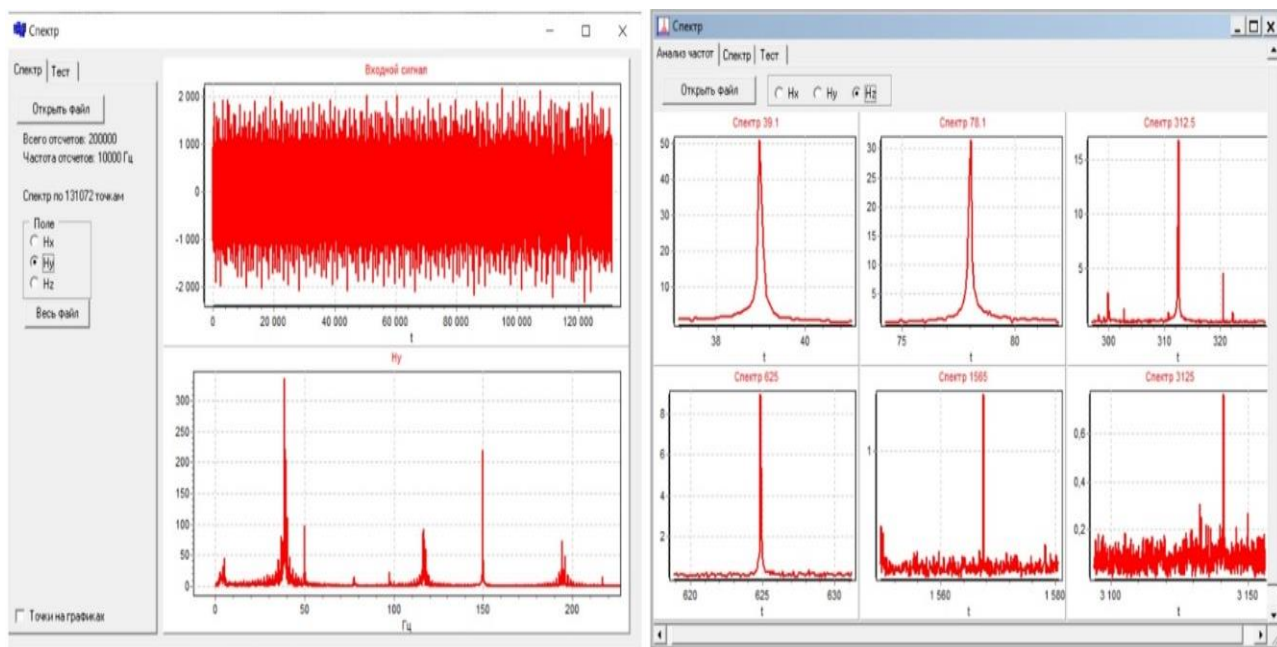 Спектр
Спектр Тест
Открыть файл
Всего отсчетов: 200000
Частота отсчетов: 10000 Гц
Спектр по 131072 точкам
Поле
Hx
Hy
Hz
Весь файл
Точки на графиках
Входной сигнал
2 000
1 000
0
-1 000
-2 000
0 20 000 40 000 60 000 80 000 100 000 120 000
t
Hy
300
250
200
150
100
50
0
0 50 100 150 200
Гц
Спектр
Анализ частот Спектр Тест
Открыть файл Hx Hy Hz
Спектр 39.1
50
40
30
20
10
38 40
t
Спектр 78.1
30
25
20
15
10
5
75 80
t
Спектр 312.5
15
10
5
300 310 320
t
Спектр 625
8
6
4
2
620 625 630
t
Спектр 1565
1
1 560 1 580
t
Спектр 3125
0,6
0,4
0,2
3 100 3 150
t